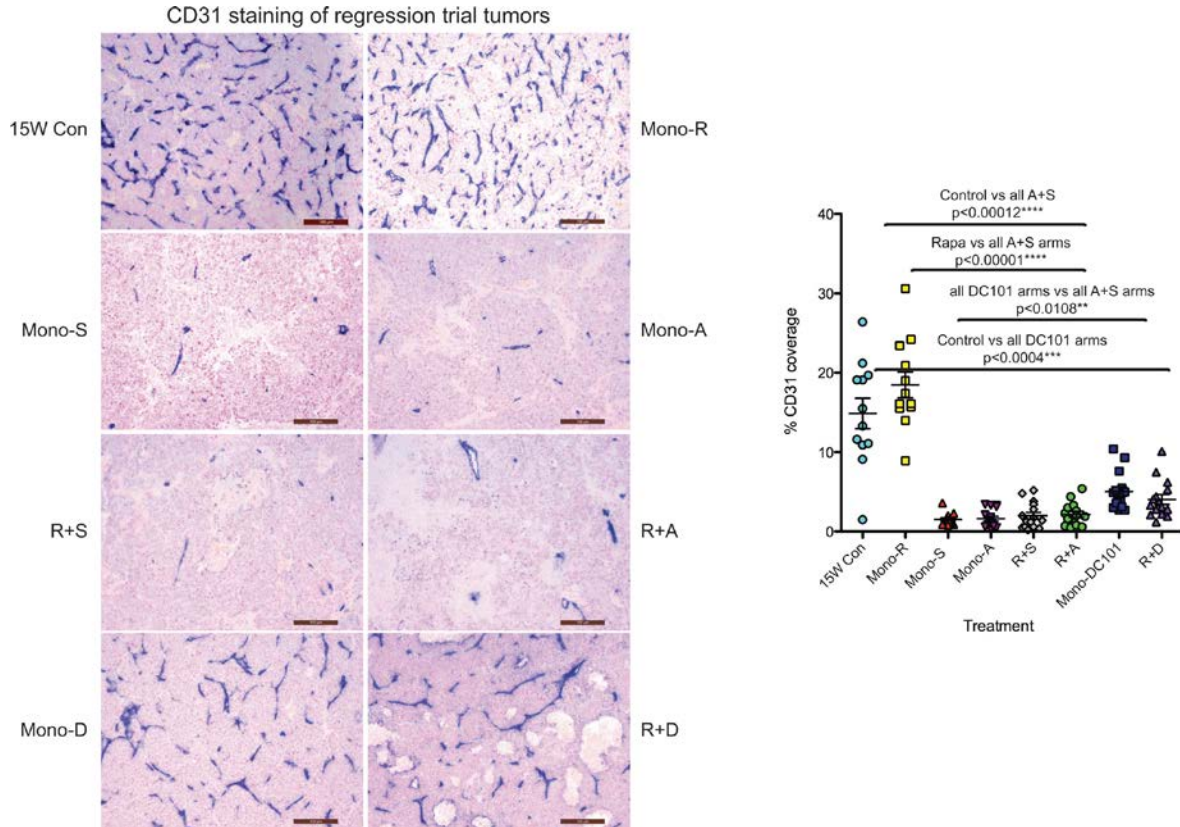 CD31 staining of regression trial tumors
15W Con
Mono-R
Mono-S
Mono-A
R+S
R+A
Mono-D
R+D
Control vs all A+S
p<0.00012****
Rapa vs all A+S arms
p<0.00001****
all DC101 arms vs all A+S arms
p<0.0108**
Control vs all DC101 arms
p<0.0004***
% CD31 coverage
40
30
20
10
0
15W Con
Mono-R
Mono-S
Mono-A
R+S
R+A
Mono-DC101
R+D
Treatment